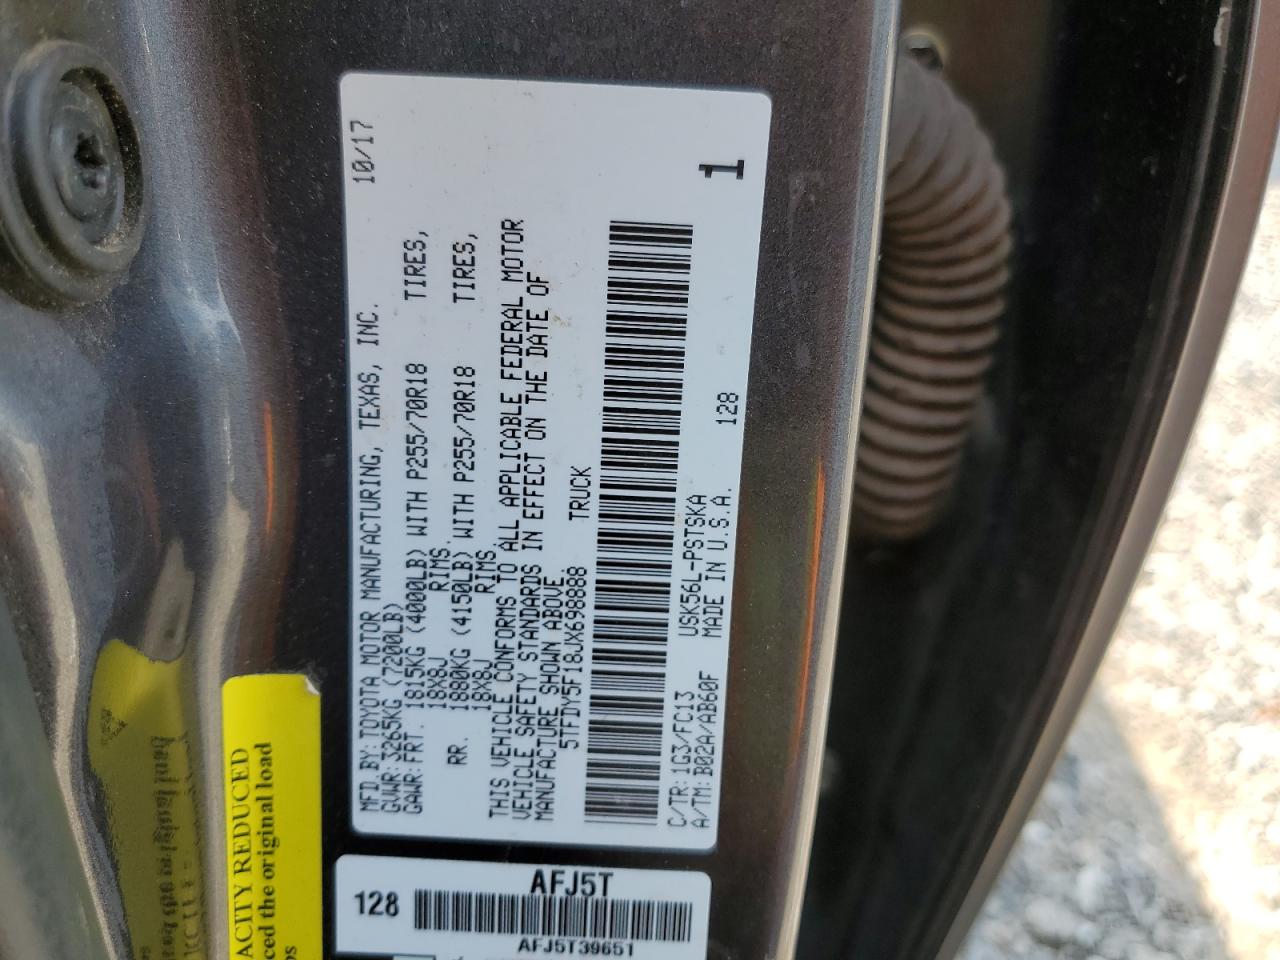 MFD.BY:TOYOTA MOTOR MANUFACTURING, TEXAS, INC. 10/17
GVWR:3265KG (7200LB)
GAWR:FRT. 1815KG (4000LB) WITH P255/70R18 TIRES,
18X8J RIMS.
RR. 1880KG (4150LB) WITH P255/70R18 TIRES,
18X8J RIMS
THIS VEHICLE CONFORMS TO ALL APPLICABLE FEDERAL MOTOR
VEHICLE SAFETY STANDARDS IN EFFECT ON THE DATE OF
MANUFACTURE SHOWN ABOVE.
5TFDY5F18JX698888 TRUCK
C/TR:1G3/FC13 USK56L-PSTSKA
A/TM:B02A/AB60F MADE IN U.S.A. 128
1
AFJ5T
128
AFJ5T39651
ACITY REDUCED
ced the original load